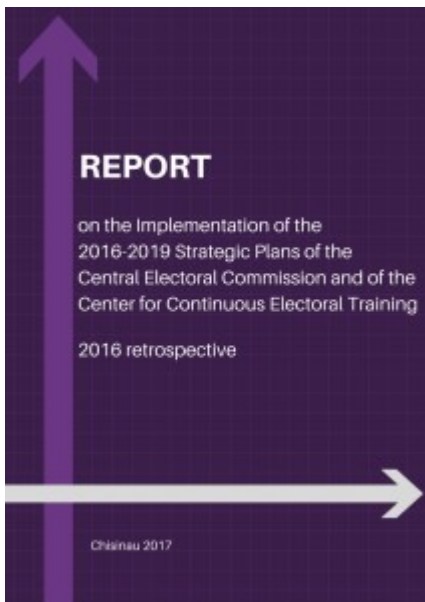 REPORT
on the Implementation of the
2016-2019 Strategic Plans of the
Central Electoral Commission and of the
Center for Continuous Electoral Training
2016 retrospective
Chisinau 2017